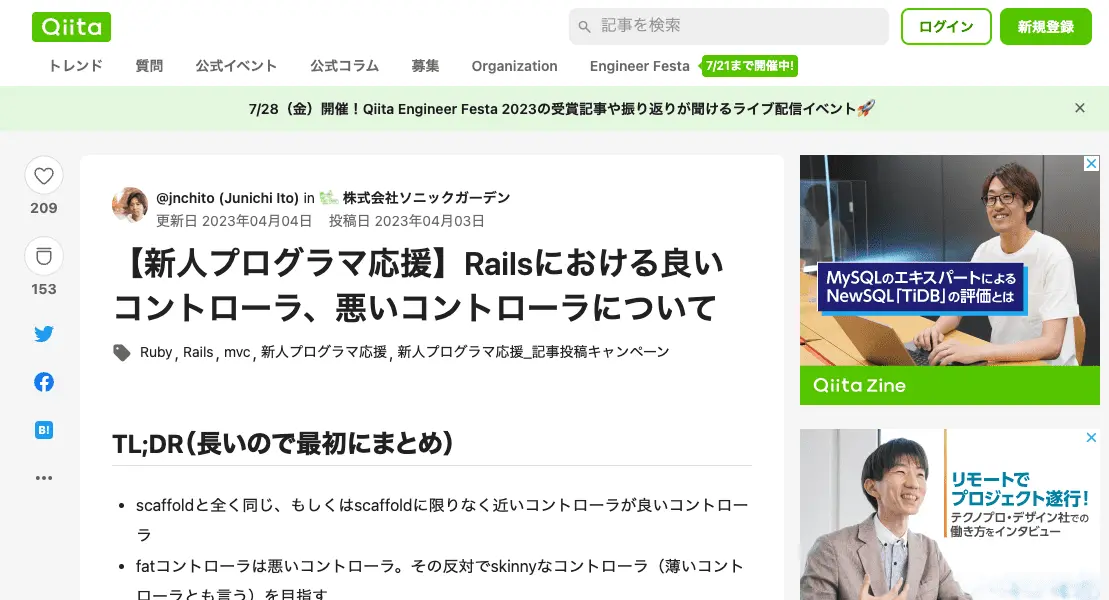 Qiita
記事を検索
ログイン
新規登録
トレンド 質問 公式イベント 公式コラム 募集 Organization Engineer Festa 7/21まで開催中!
7/28（金）開催！Qiita Engineer Festa 2023の受賞記事や振り返りが聞けるライブ配信イベント🚀
209
153
B!
@jnchito (Junichi Ito) in 株式会社ソニックガーデン
更新日 2023年04月04日 投稿日 2023年04月03日
【新人プログラマ応援】Railsにおける良い
コントローラ、悪いコントローラについて
Ruby, Rails, mvc, 新人プログラマ応援, 新人プログラマ応援_記事投稿キャンペーン
TL;DR（長いので最初にまとめ）
• scaffoldと全く同じ、もしくはscaffoldに限りなく近いコントローラが良いコントロー
ラ
• fatコントローラは悪いコントローラ。その反対でskinnyなコントローラ（薄いコント
ローラとも言う）を目指す
MySQLのエキスパートによる
NewSQL「TiDB」の評価とは
Qiita Zine
リモートで
プロジェクト遂行！
テクノプロ・デザイン社での
働き方をインタビュー